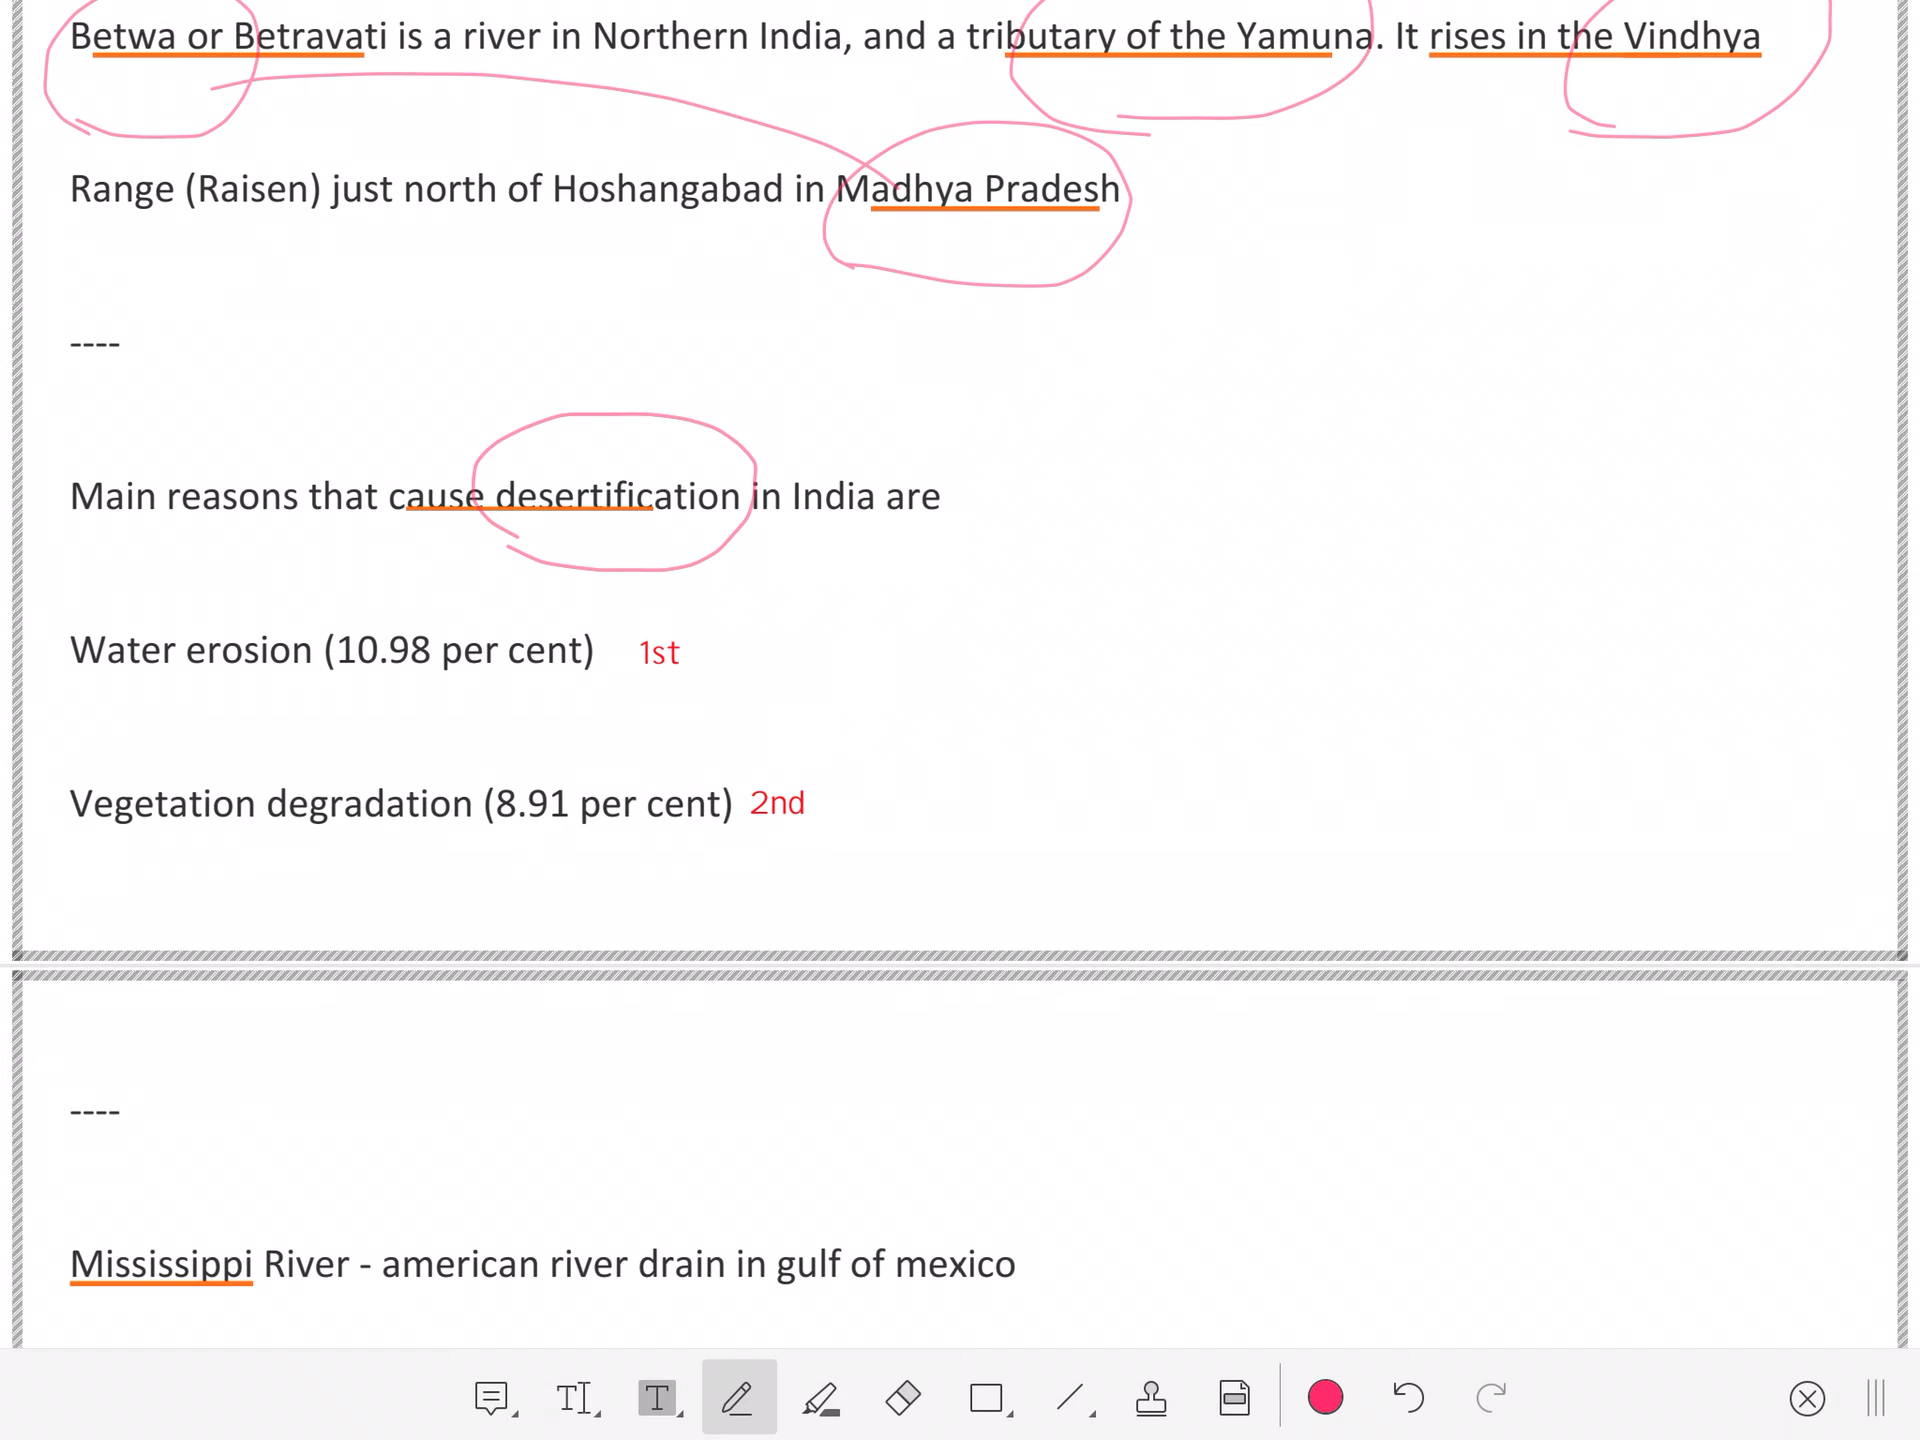 Betwa or Betravati is a river in Northern India, and a tributary of the Yamuna. It rises in the Vindhya
Range (Raisen) just north of Hoshangabad in Madhya Pradesh
----
Main reasons that cause desertification in India are
Water erosion (10.98 per cent) 1st
Vegetation degradation (8.91 per cent) 2nd
----
Mississippi River - american river drain in gulf of mexico